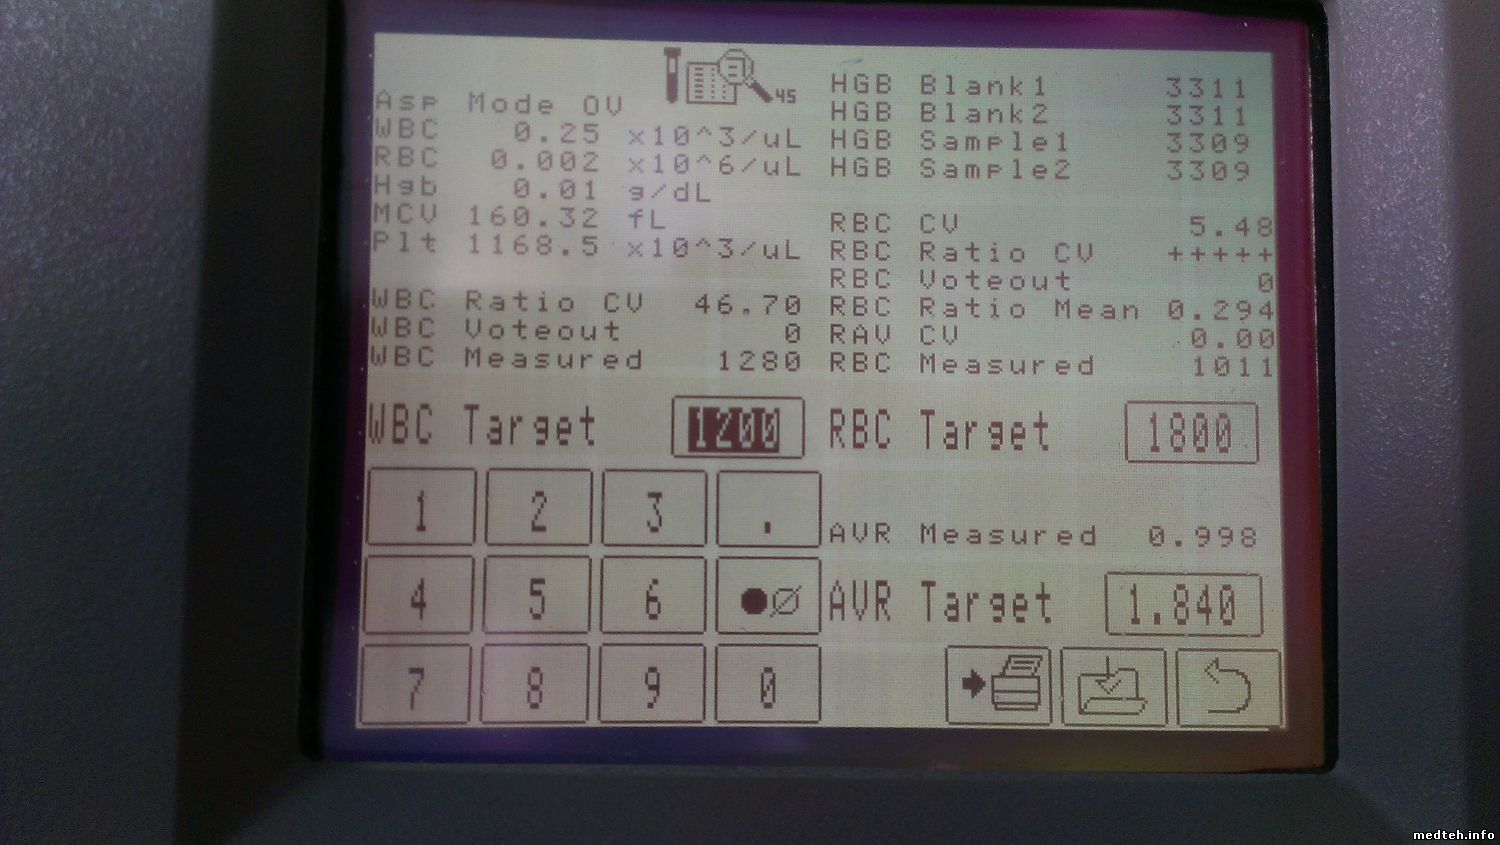 45
Asp Mode OV
WBC 0.25 x10^3/uL
RBC 0.002 x10^6/uL
Hgb 0.01 g/dL
MCV 160.32 fL
Plt 1168.5 x10^3/uL
WBC Ratio CV 46.70
WBC Voteout 0
WBC Measured 1280
HGB Blank1 3311
HGB Blank2 3311
HGB Sample1 3309
HGB Sample2 3309
RBC CV 5.48
RBC Ratio CV +++++
RBC Voteout 0
RBC Ratio Mean 0.294
RAV CV 0.00
RBC Measured 1011
WBC Target 1200
RBC Target 1800
1 2 3 .
4 5 6
7 8 9 0
AVR Measured 0.998
AVR Target 1.840
medteh.info